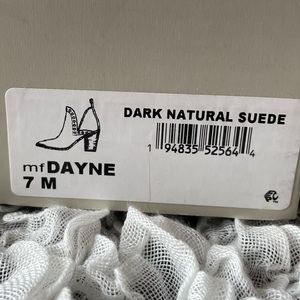 DARK NATURAL SUEDE
1 94835 52564 4
mfDAYNE
7 M